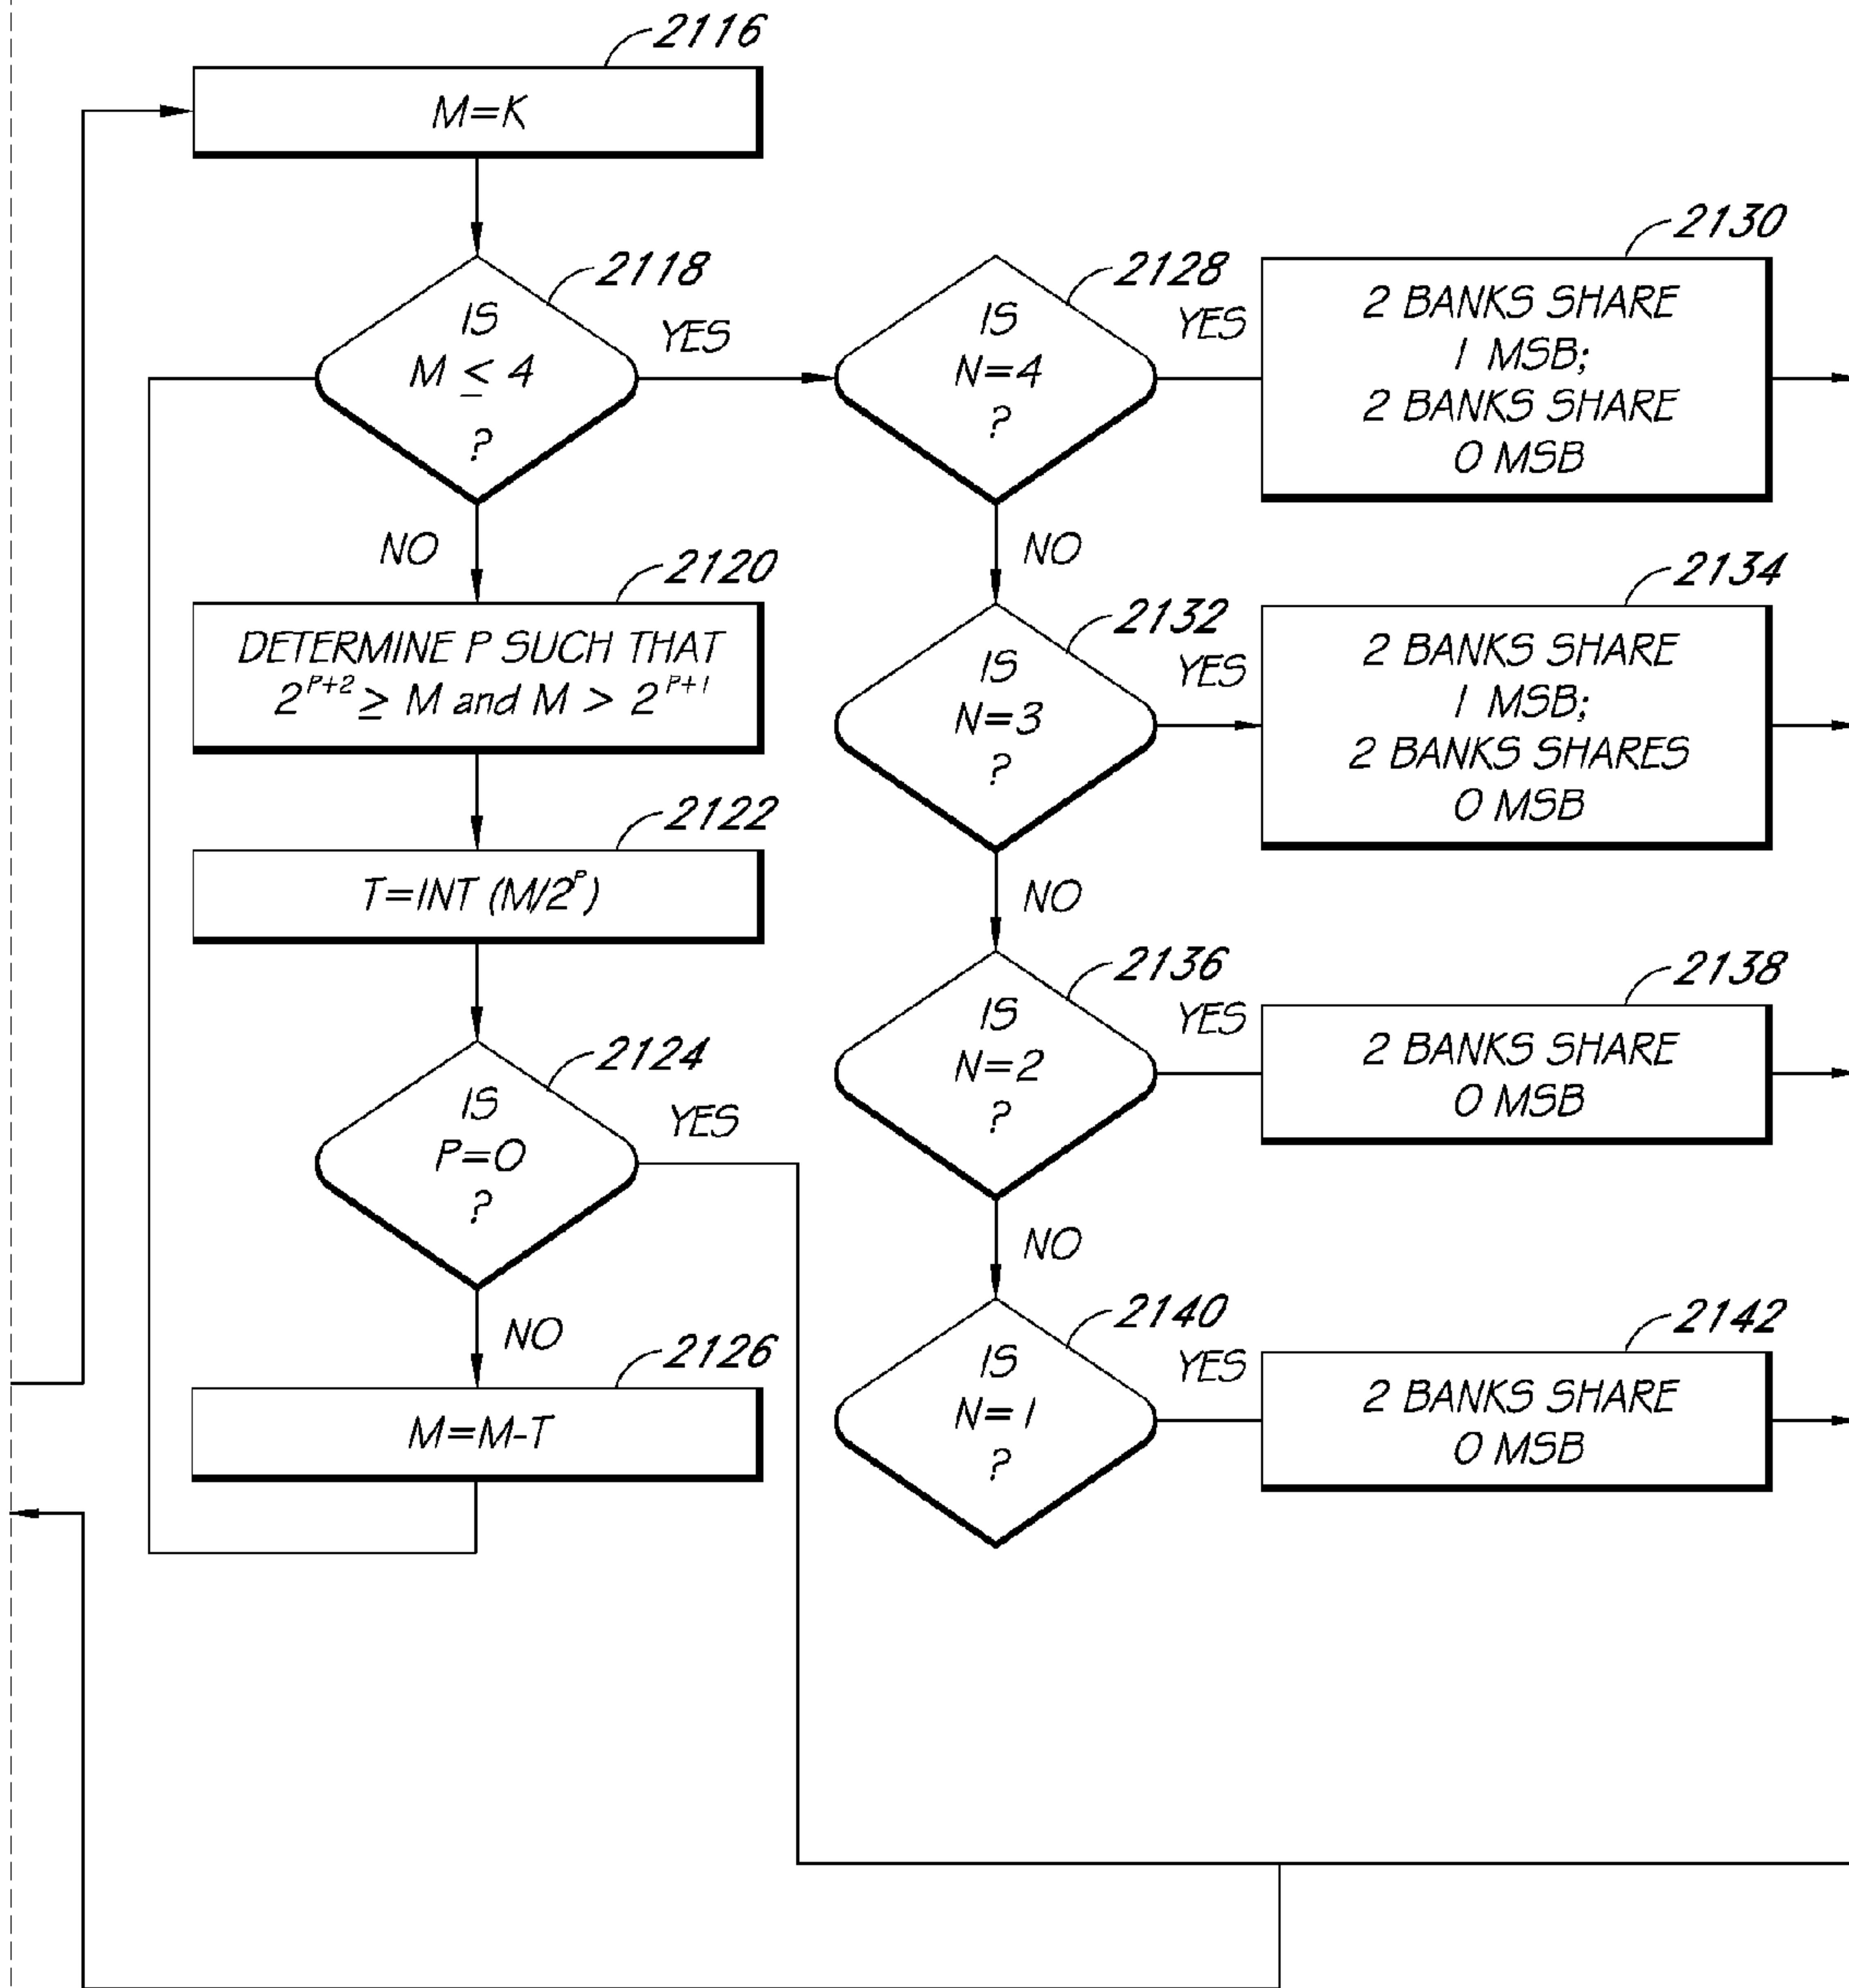 2116
M=K
2118
IS
M ≤ 4
?
YES
NO
2120
DETERMINE P SUCH THAT
2^{P+2} ≥ M and M > 2^{P+1}
2122
T=INT (M/2^P)
2124
IS
P=0
?
YES
NO
2126
M=M-T
2128
IS
N=4
?
YES
NO
2130
2 BANKS SHARE
1 MSB;
2 BANKS SHARE
0 MSB
2132
IS
N=3
?
YES
NO
2134
2 BANKS SHARE
1 MSB;
2 BANKS SHARES
0 MSB
2136
IS
N=2
?
YES
NO
2138
2 BANKS SHARE
0 MSB
2140
IS
N=1
?
YES
2142
2 BANKS SHARE
0 MSB